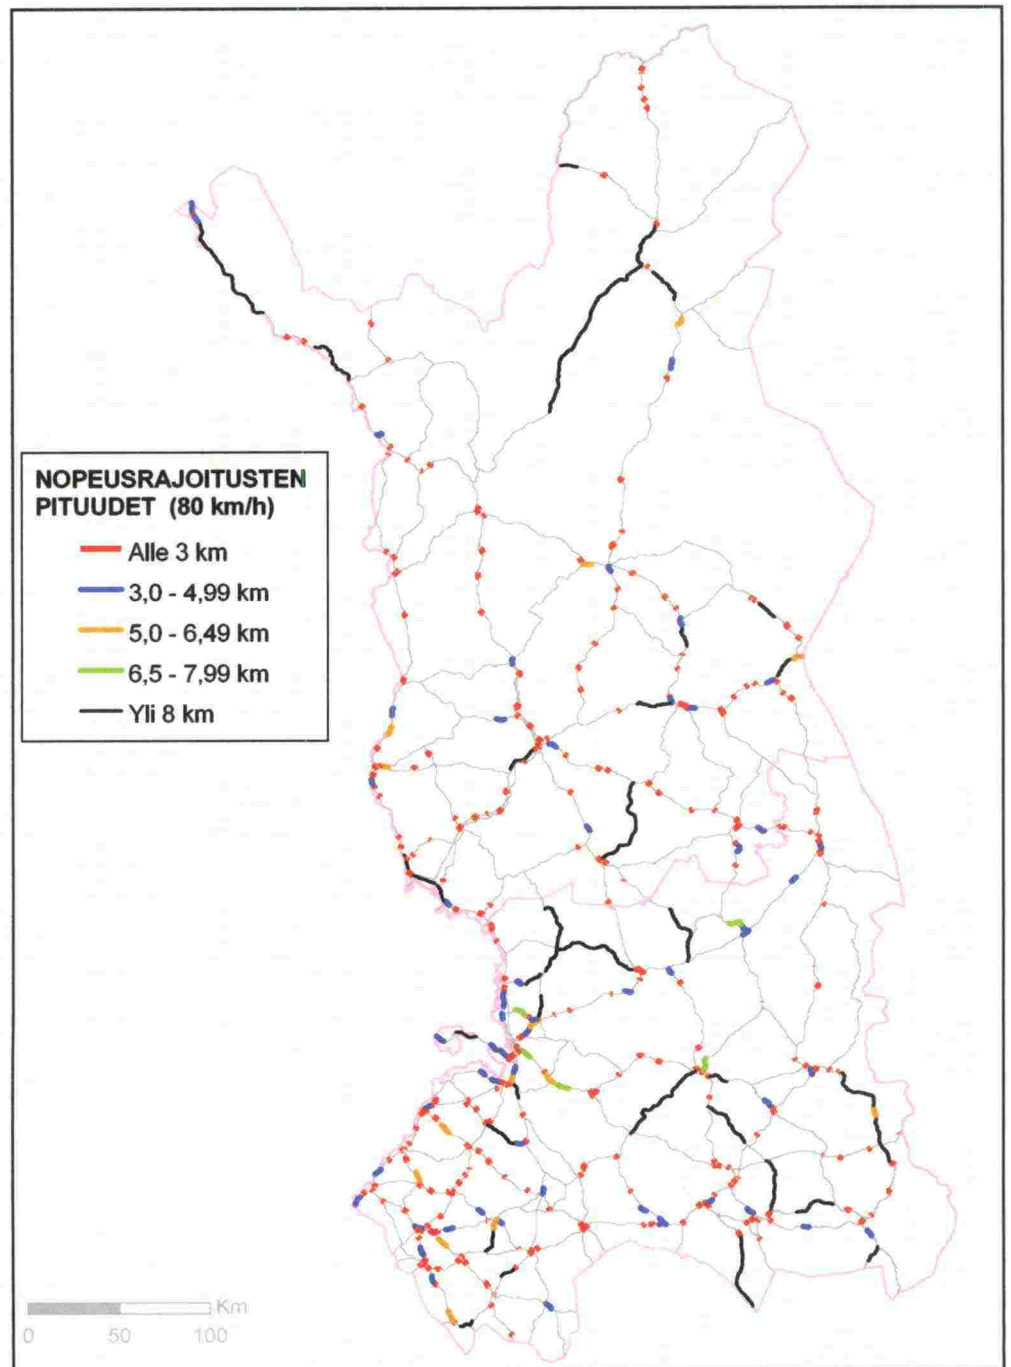 NOPEUSRAJOITUSTEN
PITUUDET (80 km/h)
Alle 3 km
3,0 - 4,99 km
5,0 - 6,49 km
6,5 - 7,99 km
Yli 8 km
Km
0 50 100